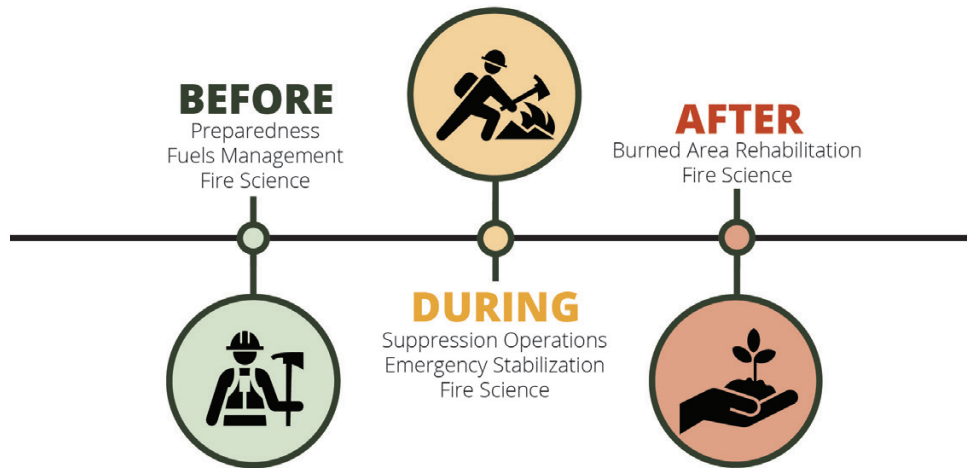 BEFORE
Preparedness
Fuels Management
Fire Science
DURING
Suppression Operations
Emergency Stabilization
Fire Science
AFTER
Burned Area Rehabilitation
Fire Science